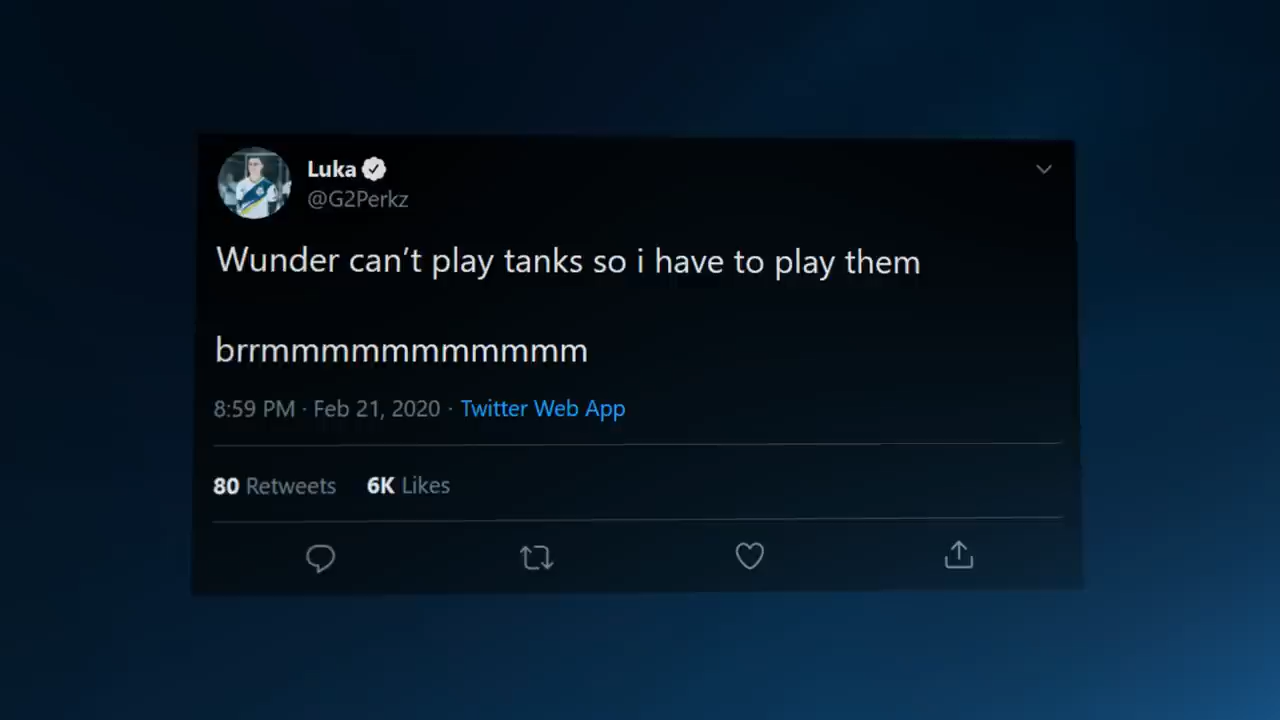 Luka
@G2Perkz
Wunder can't play tanks so i have to play them
brrmmmmmmmmmmm
8:59 PM · Feb 21, 2020 · Twitter Web App
80 Retweets 6K Likes